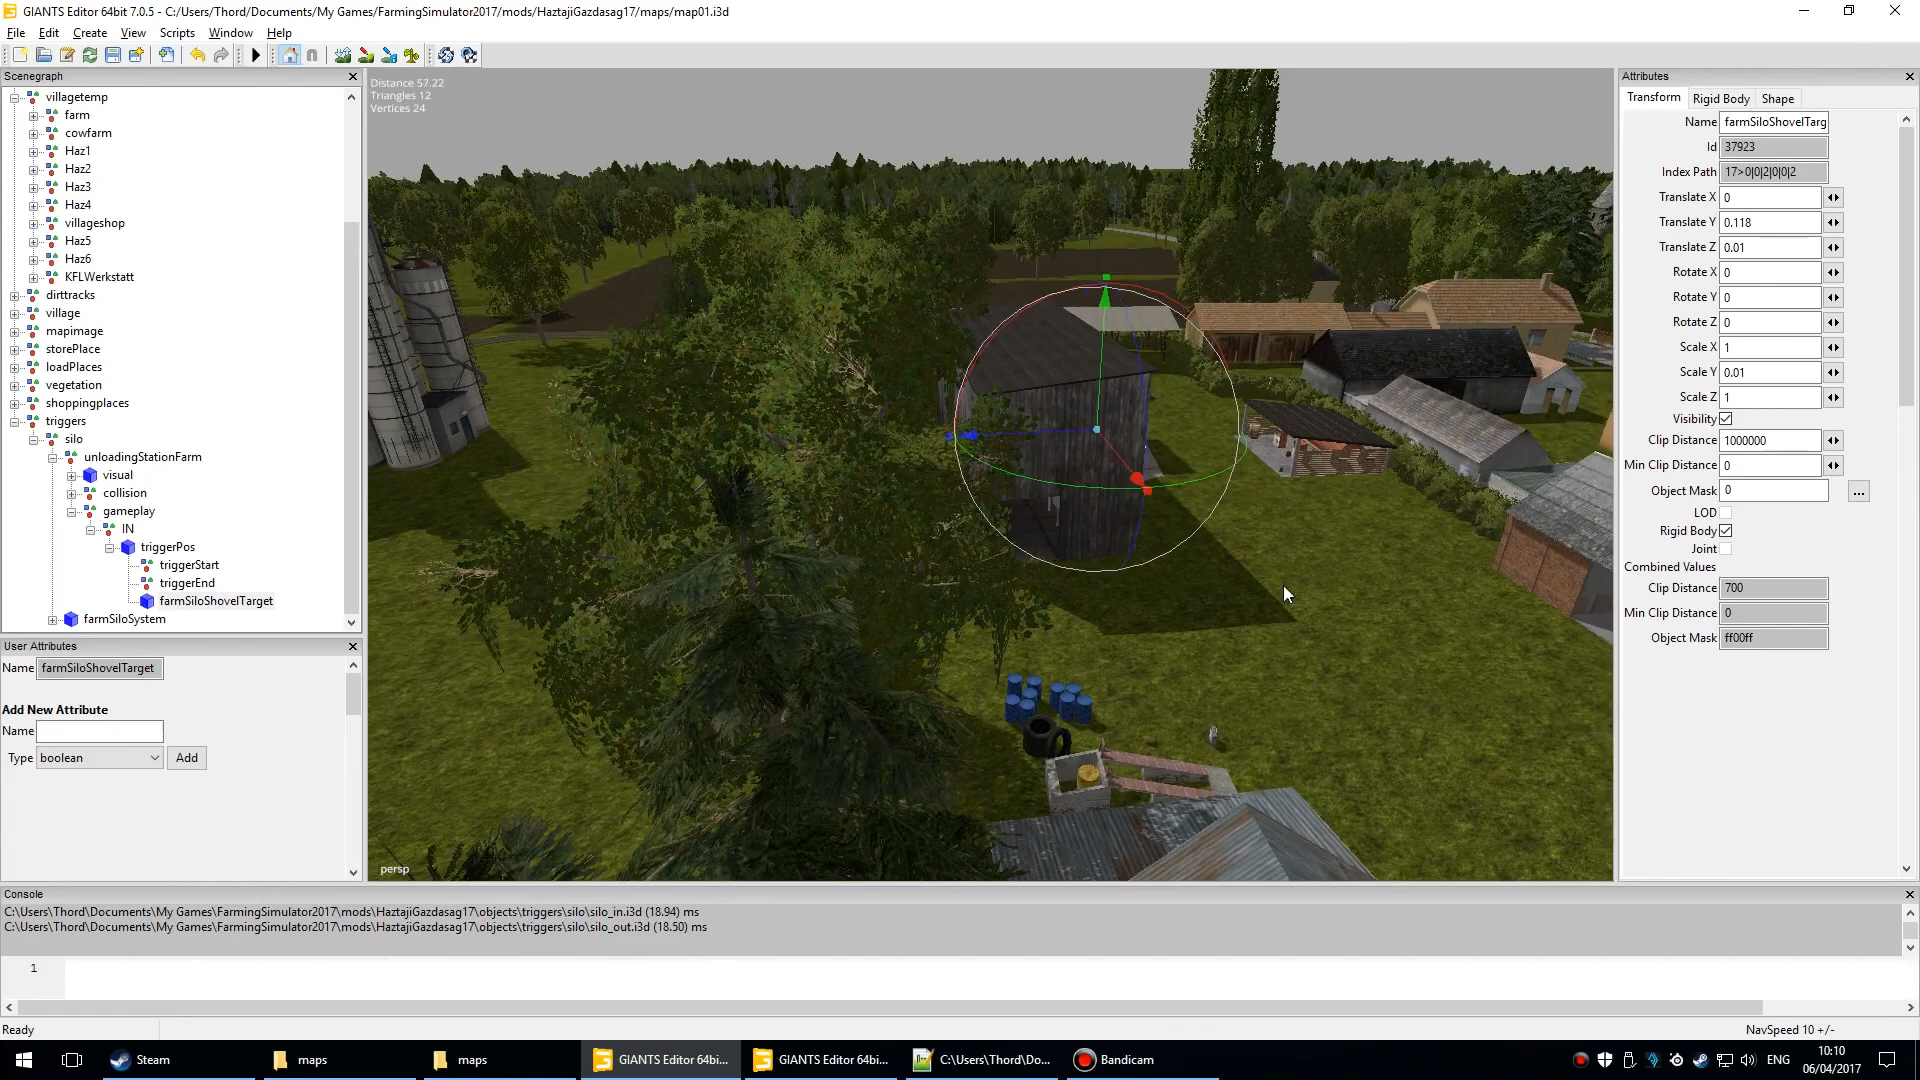 GIANTS Editor 64bit 7.0.5 - C:/Users/Thord/Documents/My Games/FarmingSimulator2017/mods/HaztajiGazdasag17/maps/map01.i3d
File Edit Create View Scripts Window Help
Scenegraph
villagetemp
farm
cowfarm
Haz1
Haz2
Haz3
Haz4
villageshop
Haz5
Haz6
KFLWerkstatt
dirttracks
village
mapimage
storePlace
loadPlaces
vegetation
shoppingplaces
triggers
silo
unloadingStationFarm
visual
collision
gameplay
IN
triggerPos
triggerStart
triggerEnd
farmSiloShovelTarget
farmSiloSystem
User Attributes
Name farmSiloShovelTarget
Add New Attribute
Name
Type boolean Add
Distance 57.22
Triangles 12
Vertices 24
persp
Attributes
Transform Rigid Body Shape
Name farmSiloShovelTarg
Id 37923
Index Path 17>0|0|2|0|0|2
Translate X 0
Translate Y 0.118
Translate Z 0.01
Rotate X 0
Rotate Y 0
Rotate Z 0
Scale X 1
Scale Y 0.01
Scale Z 1
Visibility
Clip Distance 1000000
Min Clip Distance 0
Object Mask 0 ...
LOD
Rigid Body
Joint
Combined Values
Clip Distance 700
Min Clip Distance 0
Object Mask ff00ff
Console
C:\Users\Thord\Documents\My Games\FarmingSimulator2017\mods\HaztajiGazdasag17\objects\triggers\silo\silo_in.i3d (18.94) ms
C:\Users\Thord\Documents\My Games\FarmingSimulator2017\mods\HaztajiGazdasag17\objects\triggers\silo\silo_out.i3d (18.50) ms
1
Ready NavSpeed 10 +/-
Steam maps maps GIANTS Editor 64bi... GIANTS Editor 64bi... C:\Users\Thord\Do... Bandicam ENG 10:10
06/04/2017